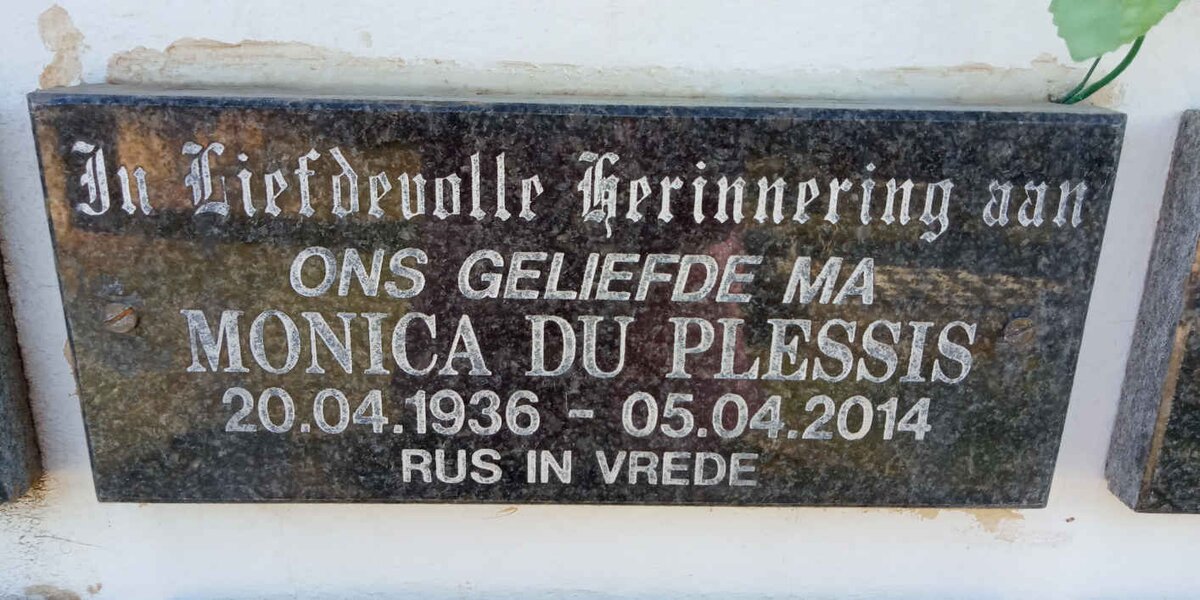 In Liefdevolle Herinnering aan
ONS GELIEFDE MA
MONICA DU PLESSIS
20.04.1936 - 05.04.2014
RUS IN VREDE